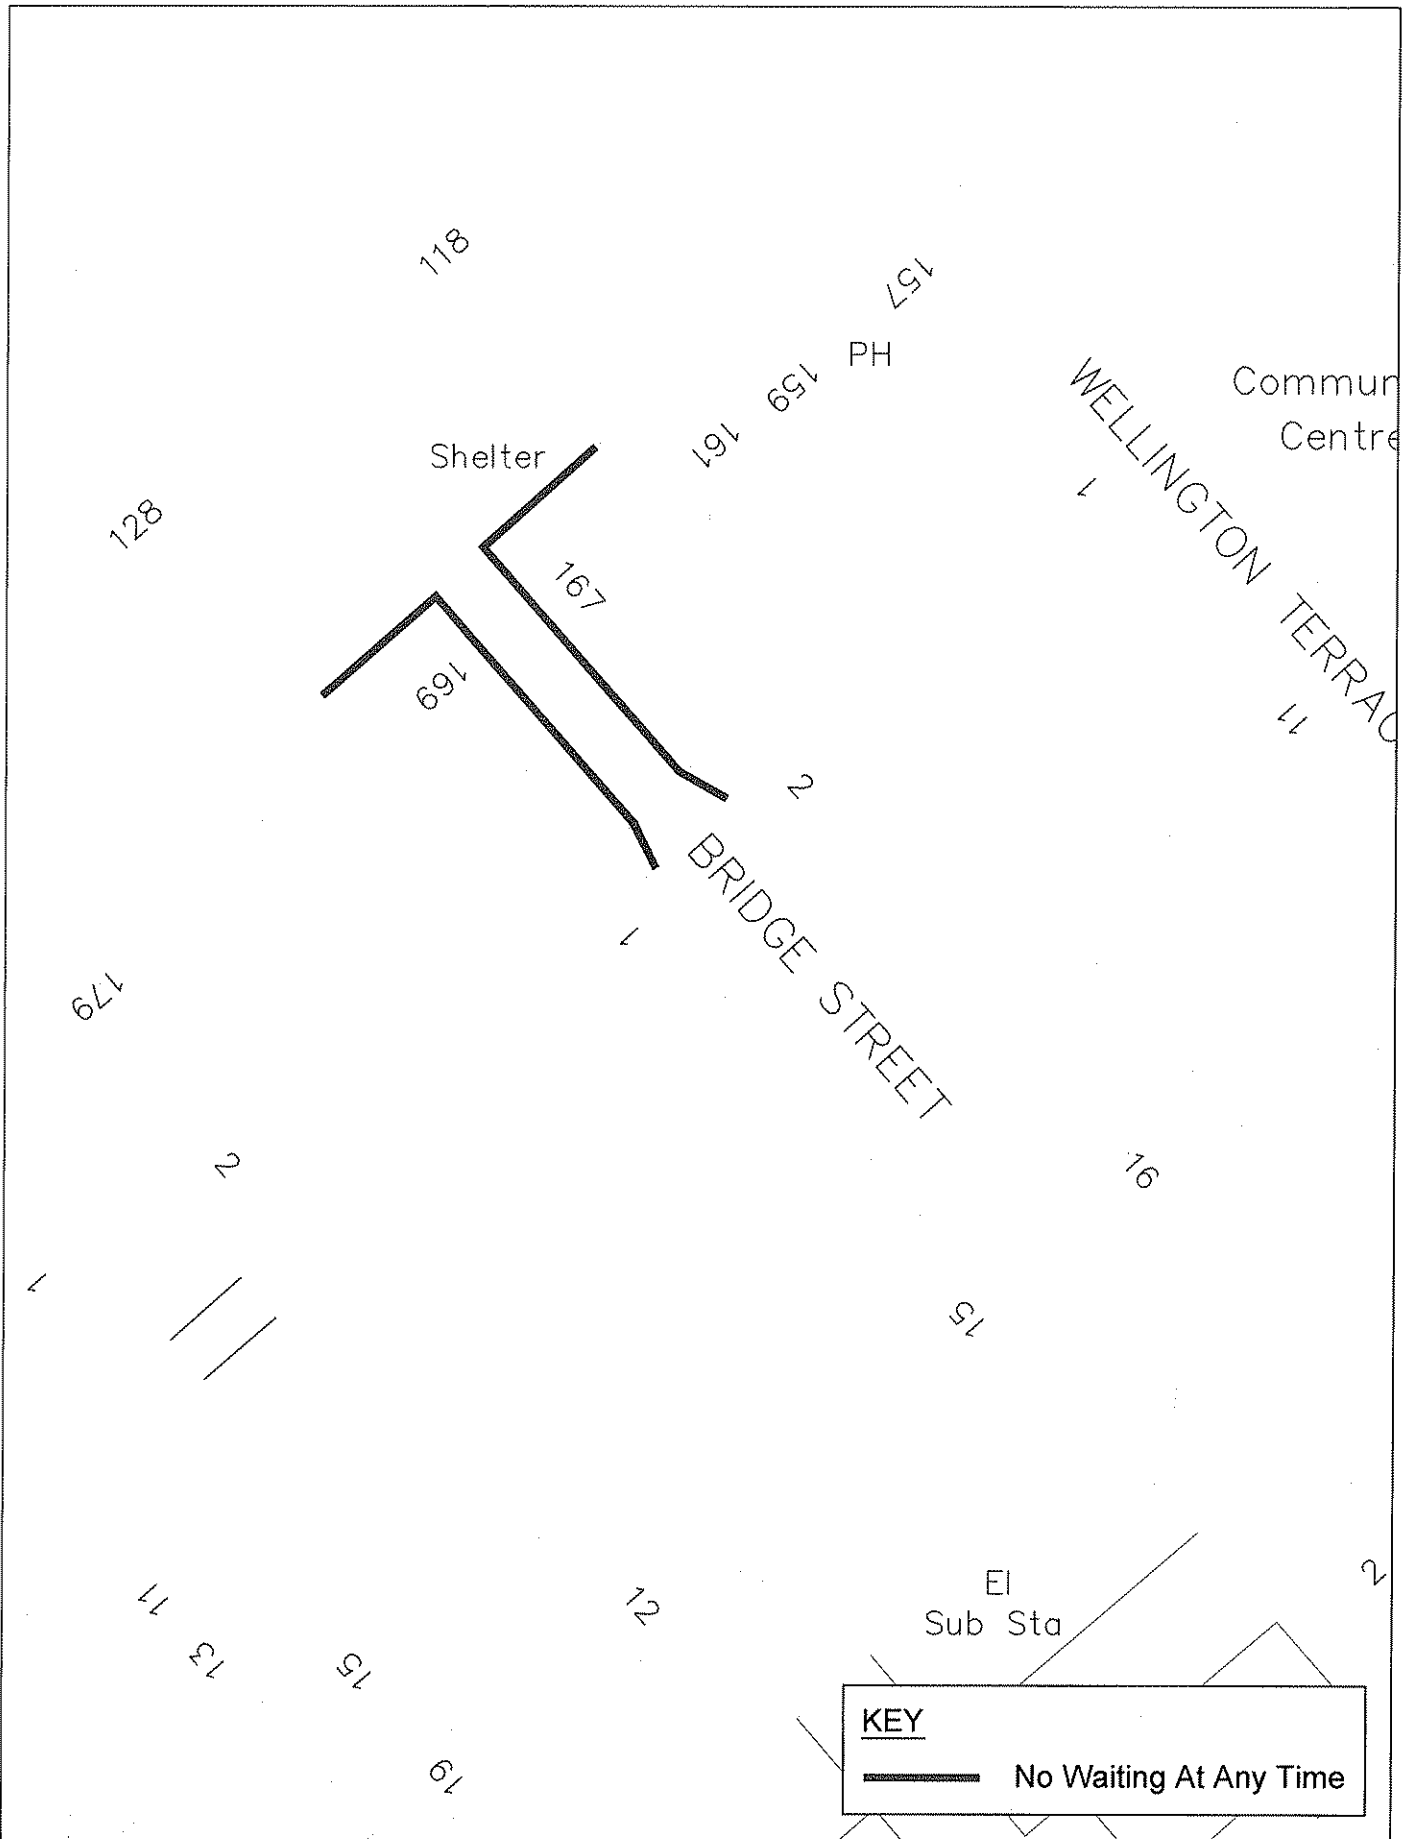 118
157
PH
159
161
Commun
Centre
WELLINGTON TERRAC
1
Shelter
128
167
169
11
2
BRIDGE STREET
1
179
2
16
1
15
El
Sub Sta
2
11
12
13
15
19
KEY
No Waiting At Any Time